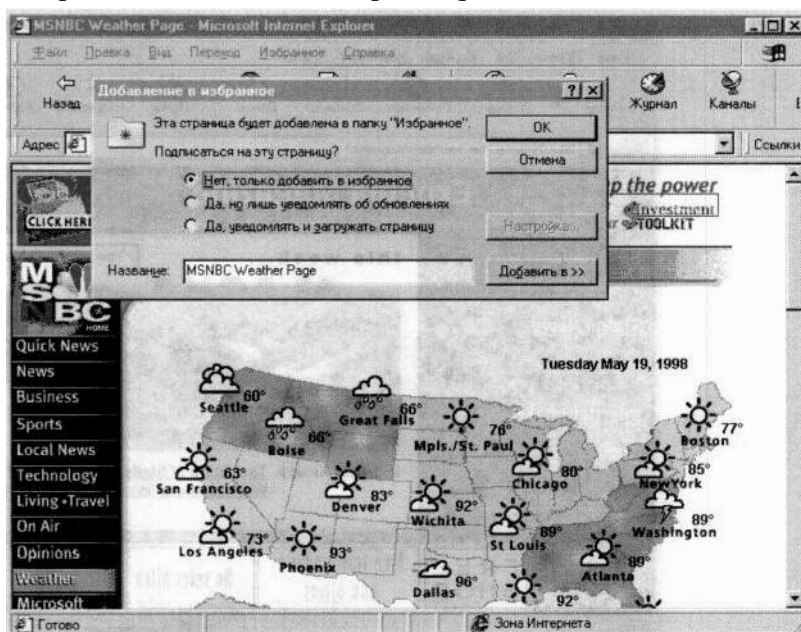 MSNBC Weather Page - Microsoft Internet Explorer
Файл Правка Вид Переход Избранное Справка
Назад
Журнал
Каналы
Адрес
Ссылки
Добавление в избранное
Эта страница будет добавлена в папку "Избранное".
Подписаться на эту страницу?
Нет, только добавить в избранное
Да, но лишь уведомлять об обновлениях
Да, уведомлять и загружать страницу
Название: MSNBC Weather Page
OK
Отмена
Настройка...
Добавить в >>
CLICK HERE
p the power
Investment
TOOLKIT
MSNBC
HOME
Quick News
News
Business
Sports
Local News
Technology
Living •Travel
On Air
Opinions
Weather
Microsoft
Tuesday May 19, 1998
Seattle 60°
Great Falls 66°
Boise 66°
Mpls./St. Paul 76°
Boston 77°
San Francisco 63°
Denver 83°
Wichita 92°
Chicago 80°
New York 85°
Los Angeles 73°
Phoenix 93°
St Louis 89°
Washington 89°
Dallas 96°
Atlanta 89°
92°
Готово
Зона Интернета